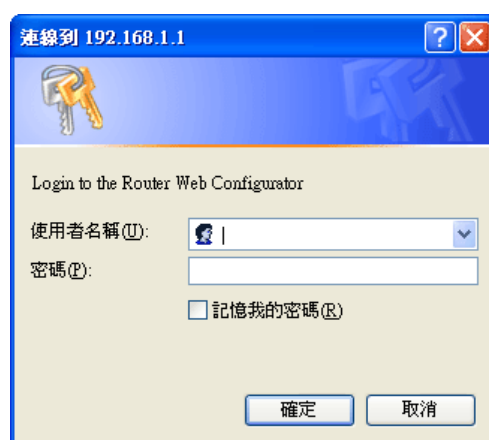 連線到 192.168.1.1
Login to the Router Web Configurator
使用者名稱(U):
密碼(P):
記憶我的密碼(R)
確定 取消